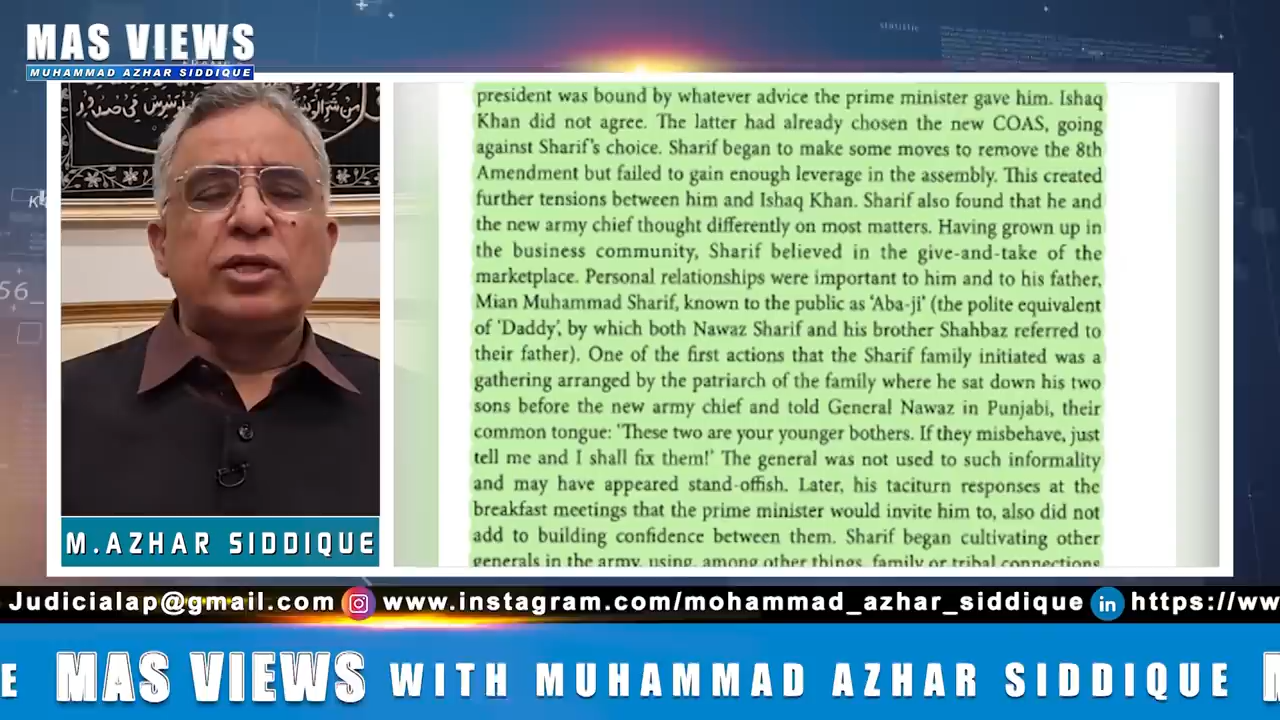 MAS VIEWS
MUHAMMAD AZHAR SIDDIQUE
president was bound by whatever advice the prime minister gave him. Ishaq
Khan did not agree. The latter had already chosen the new COAS, going
against Sharif's choice. Sharif began to make some moves to remove the 8th
Amendment but failed to gain enough leverage in the assembly. This created
further tensions between him and Ishaq Khan. Sharif also found that he and
the new army chief thought differently on most matters. Having grown up in
the business community, Sharif believed in the give-and-take of the
marketplace. Personal relationships were important to him and to his father,
Mian Muhammad Sharif, known to the public as 'Aba-ji' (the polite equivalent
of 'Daddy', by which both Nawaz Sharif and his brother Shahbaz referred to
their father). One of the first actions that the Sharif family initiated was a
gathering arranged by the patriarch of the family where he sat down his two
sons before the new army chief and told General Nawaz in Punjabi, their
common tongue: 'These two are your younger bothers. If they misbehave, just
tell me and I shall fix them!' The general was not used to such informality
and may have appeared stand-offish. Later, his taciturn responses at the
breakfast meetings that the prime minister would invite him to, also did not
add to building confidence between them. Sharif began cultivating other
generals in the army, using, among other things, family or tribal connections
M.AZHAR SIDDIQUE
Judicialap@gmail.com www.instagram.com/mohammad_azhar_siddique https://ww
E MAS VIEWS WITH MUHAMMAD AZHAR SIDDIQUE